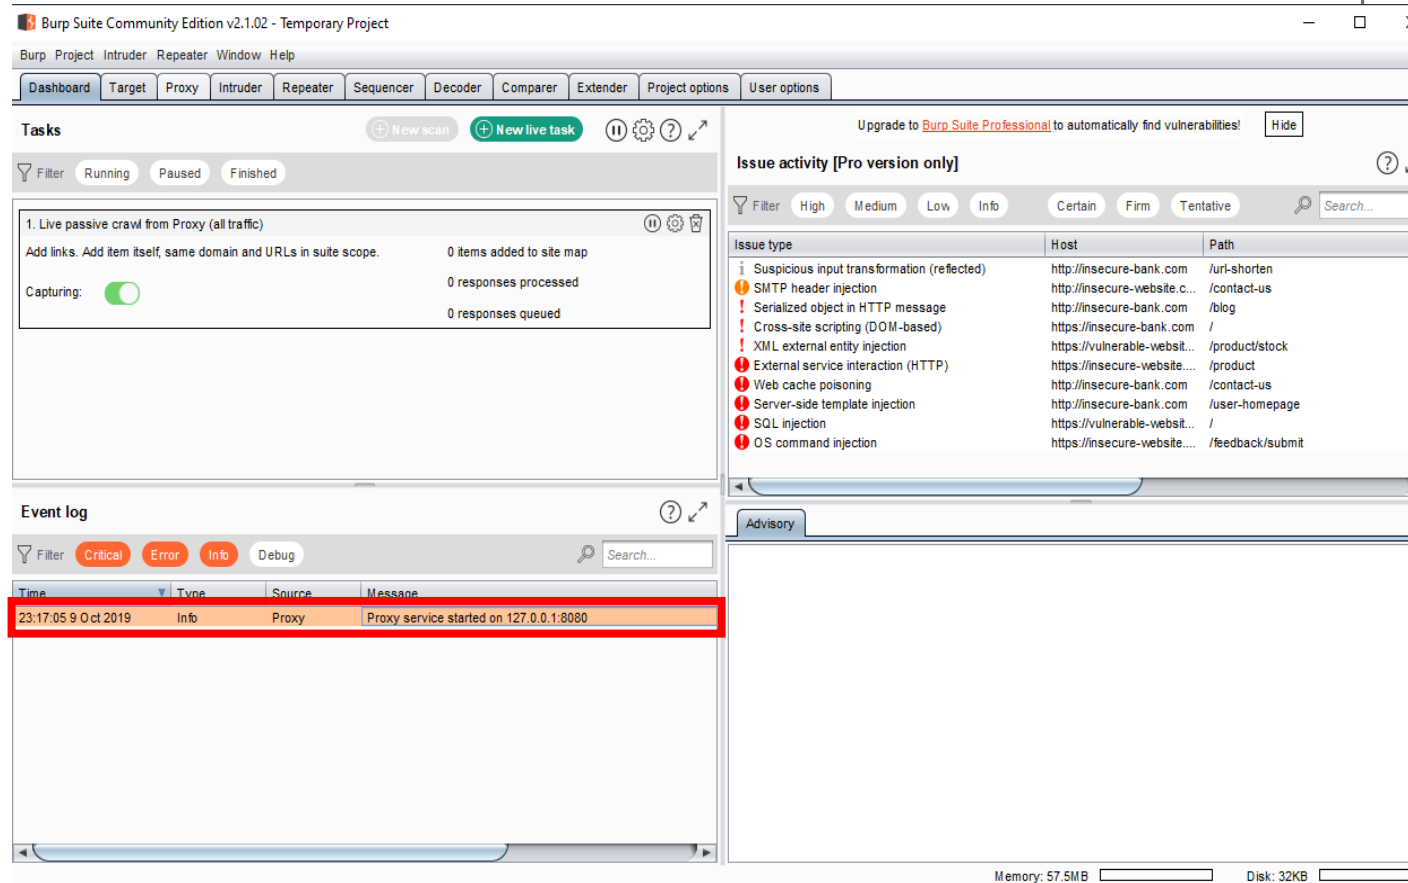 Burp Suite Community Edition v2.1.02 - Temporary Project
Burp Project Intruder Repeater Window Help
Dashboard Target Proxy Intruder Repeater Sequencer Decoder Comparer Extender Project options User options
Tasks
New scan
New live task
Filter Running Paused Finished
1. Live passive crawl from Proxy (all traffic)
Add links. Add item itself, same domain and URLs in suite scope.
0 items added to site map
0 responses processed
Capturing:
0 responses queued
Upgrade to Burp Suite Professional to automatically find vulnerabilities! Hide
Issue activity [Pro version only]
Filter High Medium Low Info Certain Firm Tentative Search...
Issue type Host Path
Suspicious input transformation (reflected) http://insecure-bank.com /url-shorten
SMTP header injection http://insecure-website.c... /contact-us
Serialized object in HTTP message http://insecure-bank.com /blog
Cross-site scripting (DOM-based) https://insecure-bank.com /
XML external entity injection https://vulnerable-websit... /product/stock
External service interaction (HTTP) https://insecure-website.... /product
Web cache poisoning http://insecure-bank.com /contact-us
Server-side template injection http://insecure-bank.com /user-homepage
SQL injection https://vulnerable-websit... /
OS command injection https://insecure-website.... /feedback/submit
Event log
Filter Critical Error Info Debug Search...
Time Type Source Message
23:17:05 9 Oct 2019 Info Proxy Proxy service started on 127.0.0.1:8080
Advisory
Memory: 57.5MB Disk: 32KB